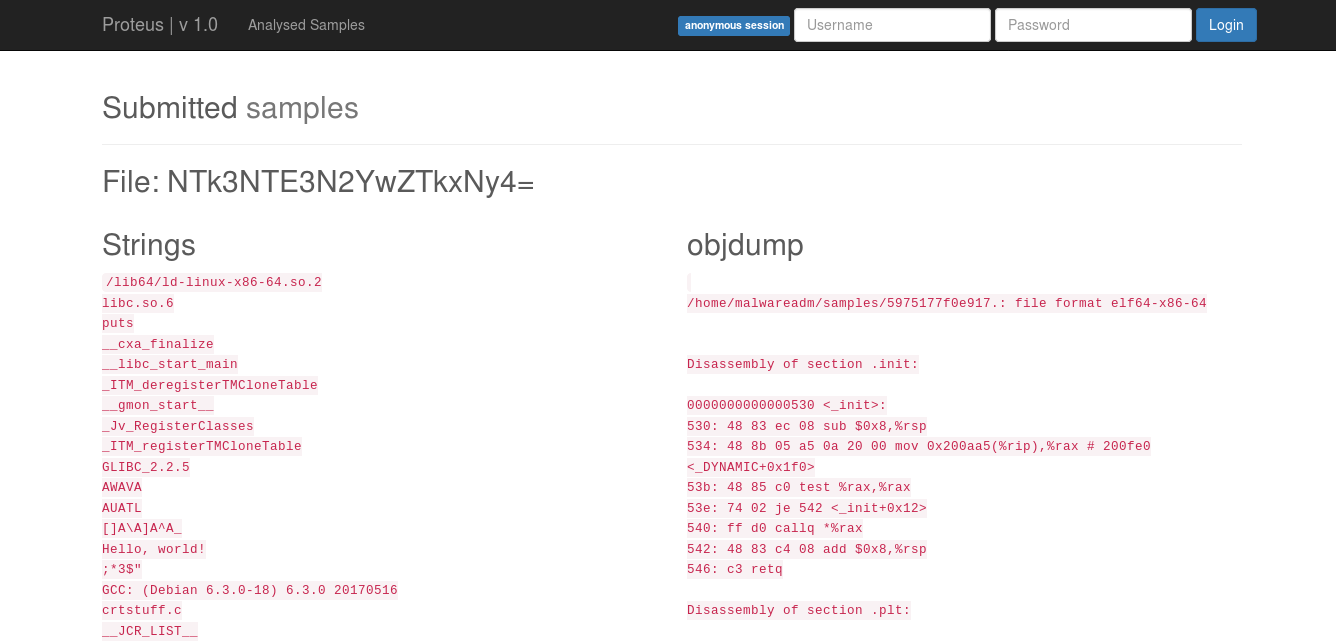 Proteus | v 1.0 Analysed Samples anonymous session Username Password Login
Submitted samples
File: NTk3NTE3N2YwZTkxNy4=
Strings
/lib64/ld-linux-x86-64.so.2
libc.so.6
puts
__cxa_finalize
__libc_start_main
_ITM_deregisterTMCloneTable
__gmon_start__
_Jv_RegisterClasses
_ITM_registerTMCloneTable
GLIBC_2.2.5
AWAVA
AUATL
[]A\A]A^A_
Hello, world!
;*3$"
GCC: (Debian 6.3.0-18) 6.3.0 20170516
crtstuff.c
__JCR_LIST__
objdump
/home/malwareadm/samples/5975177f0e917.: file format elf64-x86-64
Disassembly of section .init:
0000000000000530 <_init>:
530: 48 83 ec 08 sub $0x8,%rsp
534: 48 8b 05 a5 0a 20 00 mov 0x200aa5(%rip),%rax # 200fe0
<_DYNAMIC+0x1f0>
53b: 48 85 c0 test %rax,%rax
53e: 74 02 je 542 <_init+0x12>
540: ff d0 callq *%rax
542: 48 83 c4 08 add $0x8,%rsp
546: c3 retq
Disassembly of section .plt: